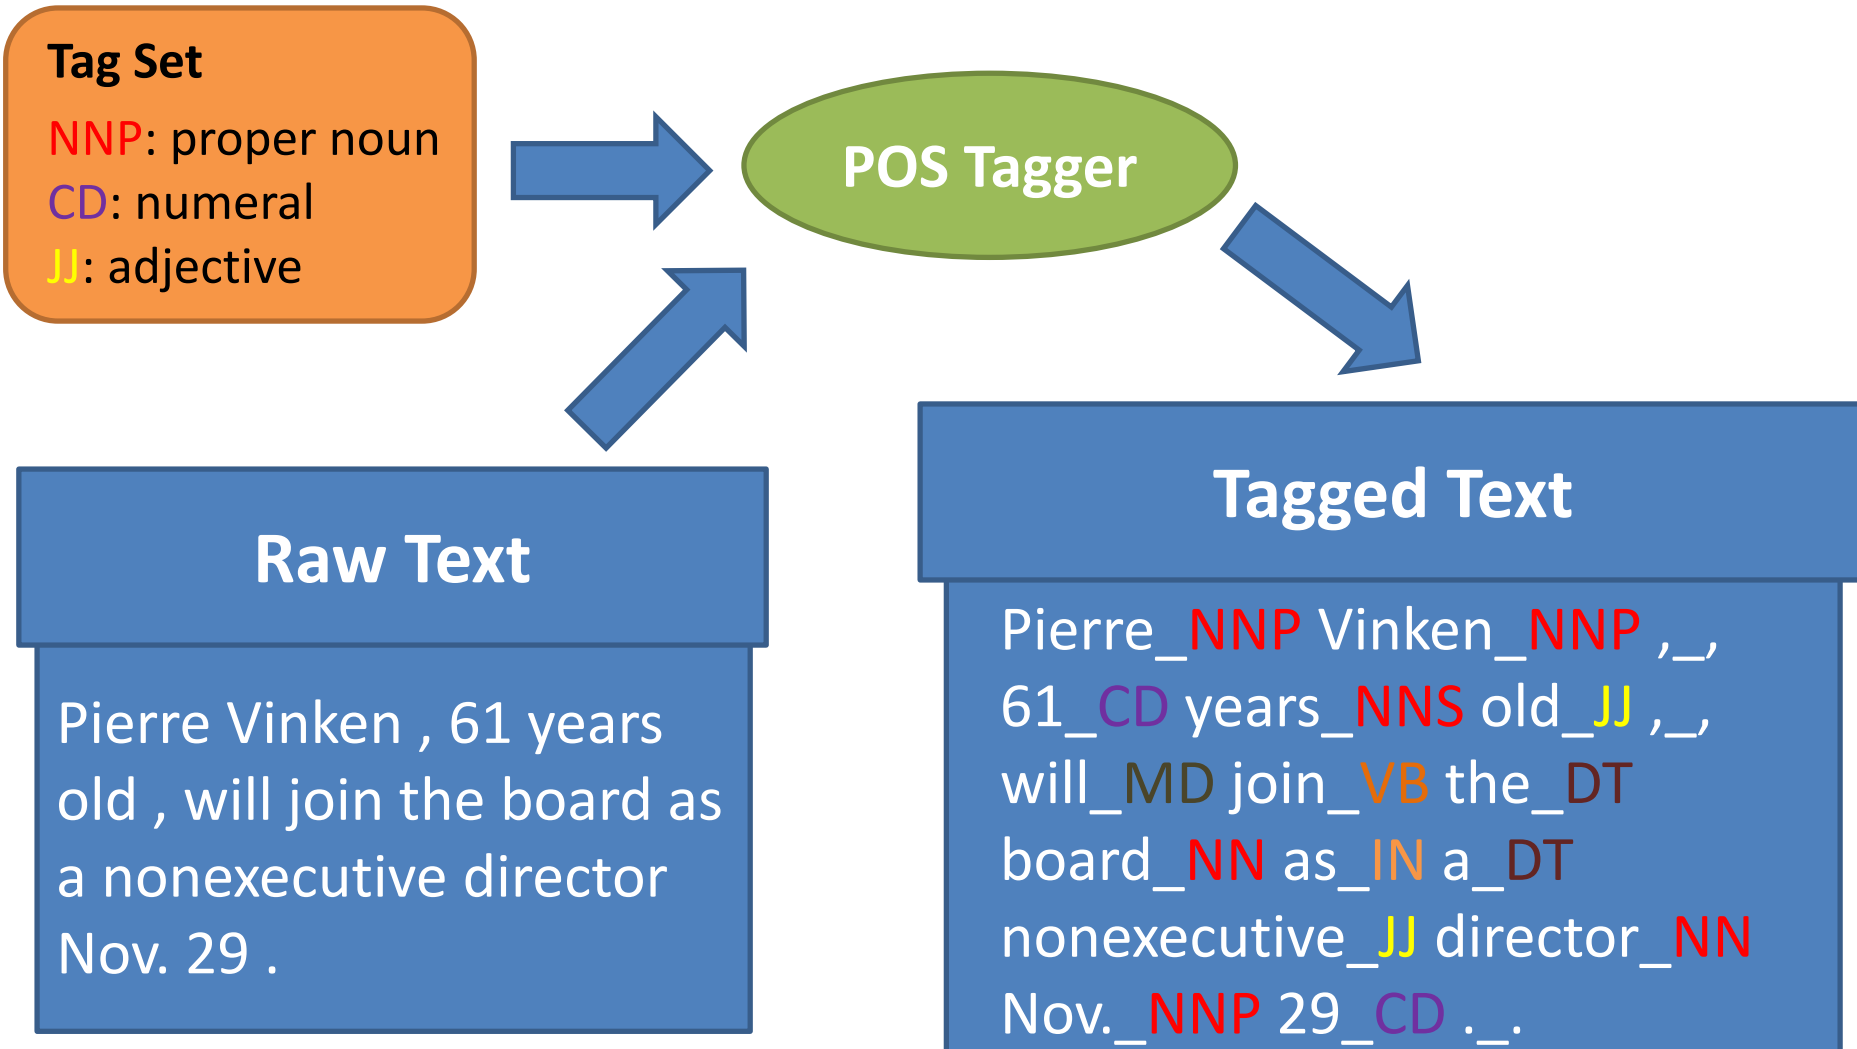 Tag Set
NNP: proper noun
CD: numeral
JJ: adjective
POS Tagger
Raw Text
Pierre Vinken , 61 years
old , will join the board as
a nonexecutive director
Nov. 29 .
Tagged Text
Pierre_NNP Vinken_NNP ,_,
61_CD years_NNS old_JJ ,_,
will_MD join_VB the_DT
board_NN as_IN a_DT
nonexecutive_JJ director_NN
Nov._NNP 29_CD ._.